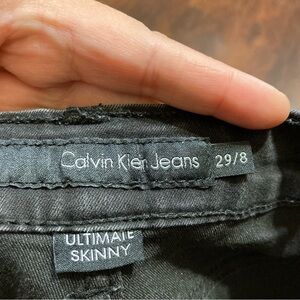 Calvin Klein Jeans 29/8
ULTIMATE
SKINNY